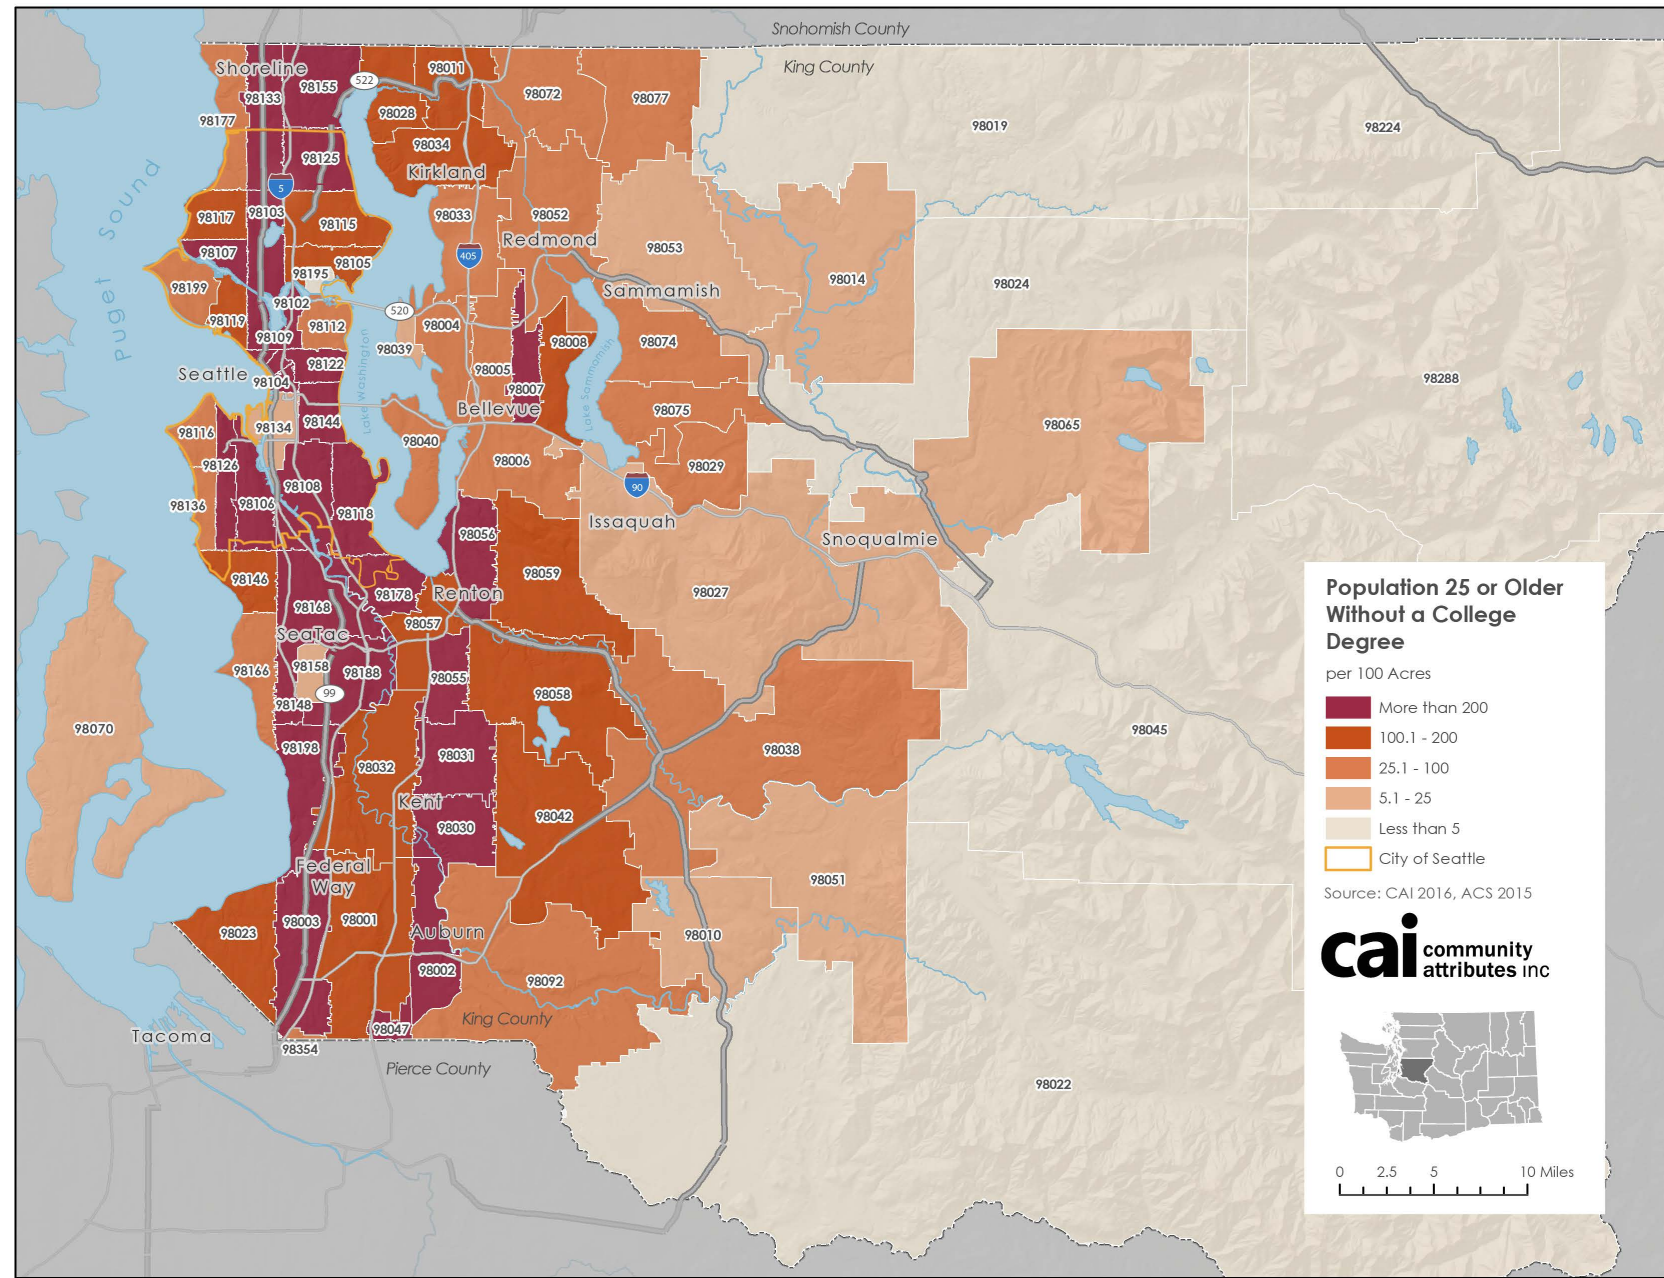 Snohomish County
King County
Shoreline
522
98011
98155
98133
98072
98077
98028
98177
98019
98224
98034
98125
Kirkland
5
Puget Sound
98117
98103
98115
98033
98052
Redmond
98107
98105
405
98053
98195
98014
98024
98199
98102
Sammamish
520
98119
98112
98004
98109
98039
98008
98074
98122
Lake Washington
Lake Sammamish
98005
Seattle
98104
98007
98288
Bellevue
98075
98144
98134
98116
98040
98065
98126
98006
98029
98108
90
98136
98106
98118
Issaquah
98056
Snoqualmie
98059
98146
98178
Renton
98027
98168
98057
SeaTac
98158
98166
98188
98055
99
98058
98148
98070
98045
98198
98038
98031
98032
Kent
98030
98042
Federal
Way
98051
98003
98001
98023
Auburn
98010
98002
98092
King County
98047
Tacoma
98354
Pierce County
98022
Population 25 or Older
Without a College
Degree
per 100 Acres
More than 200
100.1 - 200
25.1 - 100
5.1 - 25
Less than 5
City of Seattle
Source: CAI 2016, ACS 2015
cai community
attributes inc
0 2.5 5 10 Miles